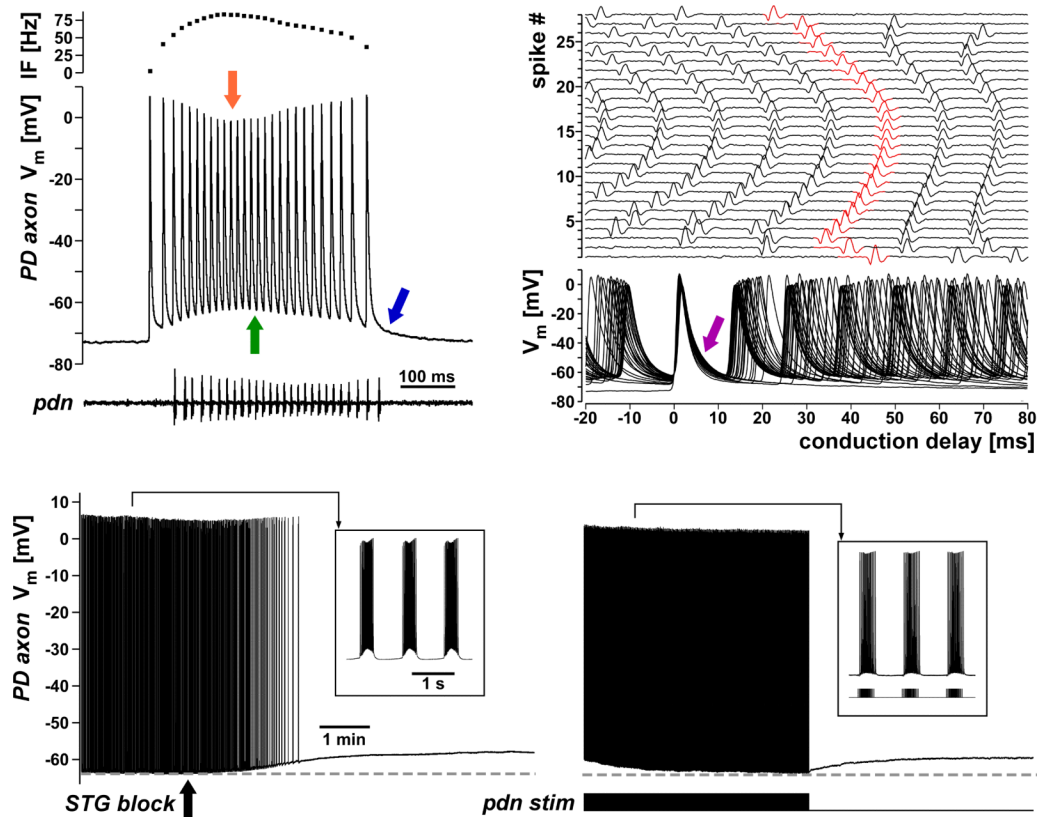 IF [Hz]
75
50
25
0
PD axon V_m [mV]
0
-20
-40
-60
-80
100 ms
pdn
spike #
25
20
15
10
5
V_m [mV]
0
-20
-40
-60
-80
-20 -10 0 10 20 30 40 50 60 70 80
conduction delay [ms]
PD axon V_m [mV]
10
0
-10
-20
-30
-40
-50
-60
1 s
1 min
STG block
pdn stim